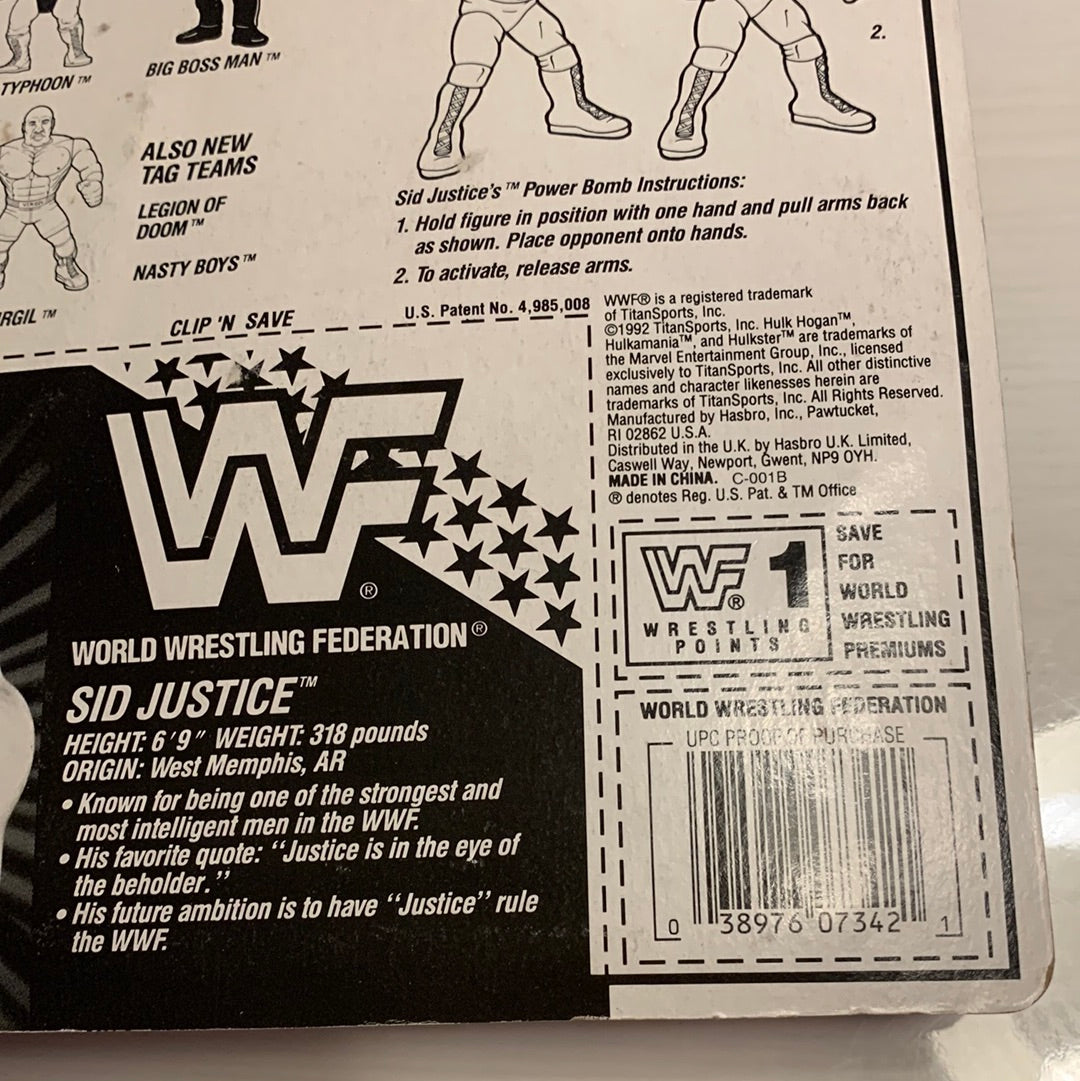 TYPHOON™
BIG BOSS MAN™
2.
ALSO NEW
TAG TEAMS
LEGION OF
DOOM™
NASTY BOYS™
RGIL™
Sid Justice's™ Power Bomb Instructions:
1. Hold figure in position with one hand and pull arms back
as shown. Place opponent onto hands.
2. To activate, release arms.
U.S. Patent No. 4,985,008
CLIP 'N SAVE
WWF® is a registered trademark
of TitanSports, Inc.
©1992 TitanSports, Inc. Hulk Hogan™,
Hulkamania™, and Hulkster™ are trademarks of
the Marvel Entertainment Group, Inc., licensed
exclusively to TitanSports, Inc. All other distinctive
names and character likenesses herein are
trademarks of TitanSports, Inc. All Rights Reserved.
Manufactured by Hasbro, Inc., Pawtucket,
RI 02862 U.S.A.
Distributed in the U.K. by Hasbro U.K. Limited,
Caswell Way, Newport, Gwent, NP9 OYH.
MADE IN CHINA. C-001B
® denotes Reg. U.S. Pat. & TM Office
WF®
WORLD WRESTLING FEDERATION®
SID JUSTICE™
HEIGHT: 6'9" WEIGHT: 318 pounds
ORIGIN: West Memphis, AR
• Known for being one of the strongest and
most intelligent men in the WWF.
• His favorite quote: "Justice is in the eye of
the beholder."
• His future ambition is to have "Justice" rule
the WWF.
WF® 1
WRESTLING
POINTS
SAVE
FOR
WORLD
WRESTLING
PREMIUMS
WORLD WRESTLING FEDERATION
UPC PROOF OF PURCHASE
0 38976 07342 1